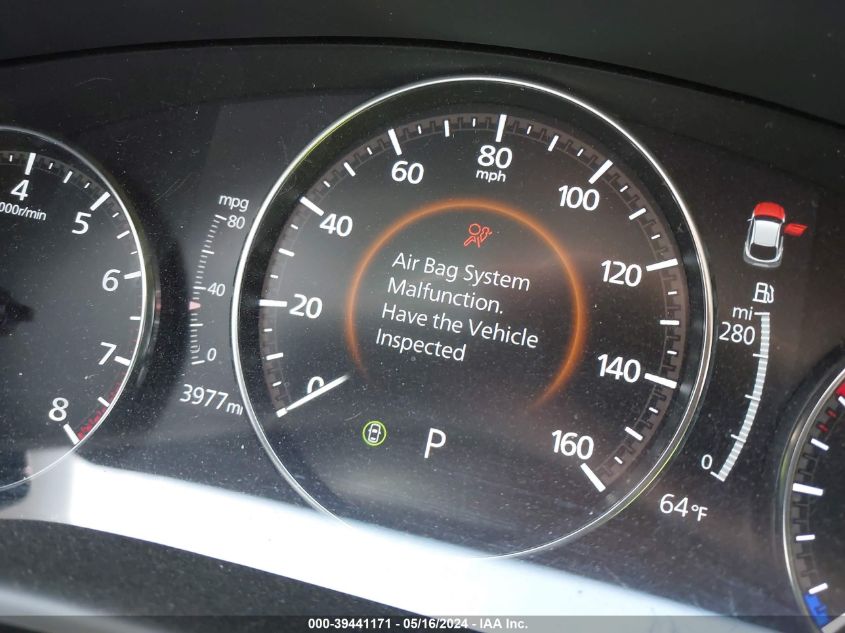 4
000r/min
5
6
7
8
mpg
80
40
0
3977mi
0
20
40
60
80
mph
100
120
140
160
Air Bag System
Malfunction.
Have the Vehicle
Inspected
P
mi
280
0
64°F
000-39441171 - 05/16/2024 - IAA Inc.